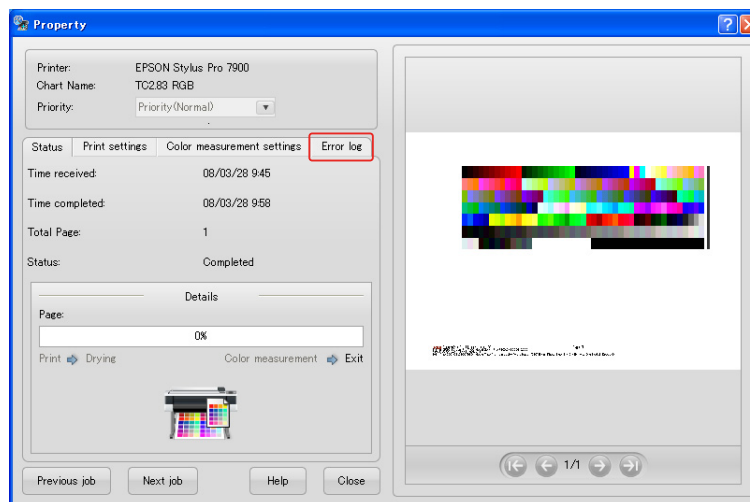 Property
Printer: EPSON Stylus Pro 7900
Chart Name: TC2.83 RGB
Priority: Priority(Normal)
Status Print settings Color measurement settings Error log
Time received: 08/03/28 9:45
Time completed: 08/03/28 9:58
Total Page: 1
Status: Completed
Details
Page:
0%
Print Drying Color measurement Exit
Previous job Next job Help Close
1/1